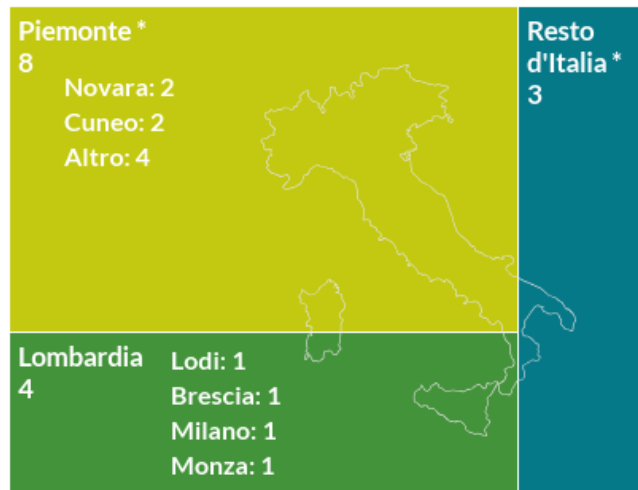 Piemonte *
8
Novara: 2
Cuneo: 2
Altro: 4
Resto
d'Italia *
3
Lombardia
4
Lodi: 1
Brescia: 1
Milano: 1
Monza: 1